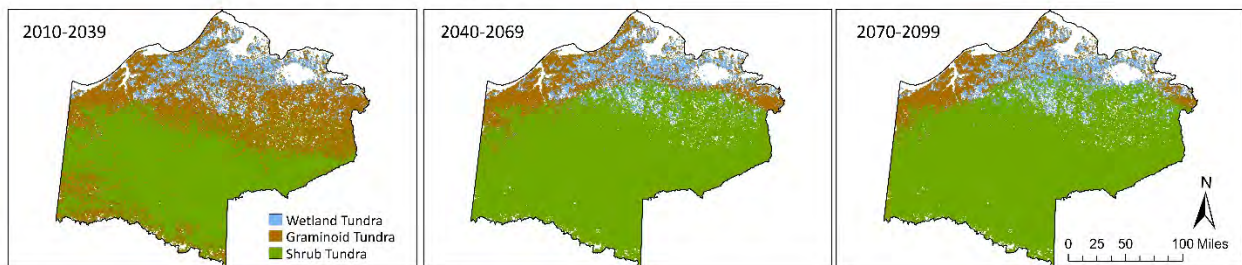 2010-2039
2040-2069
2070-2099
Wetland Tundra
Graminoid Tundra
Shrub Tundra
N
0 25 50 100 Miles